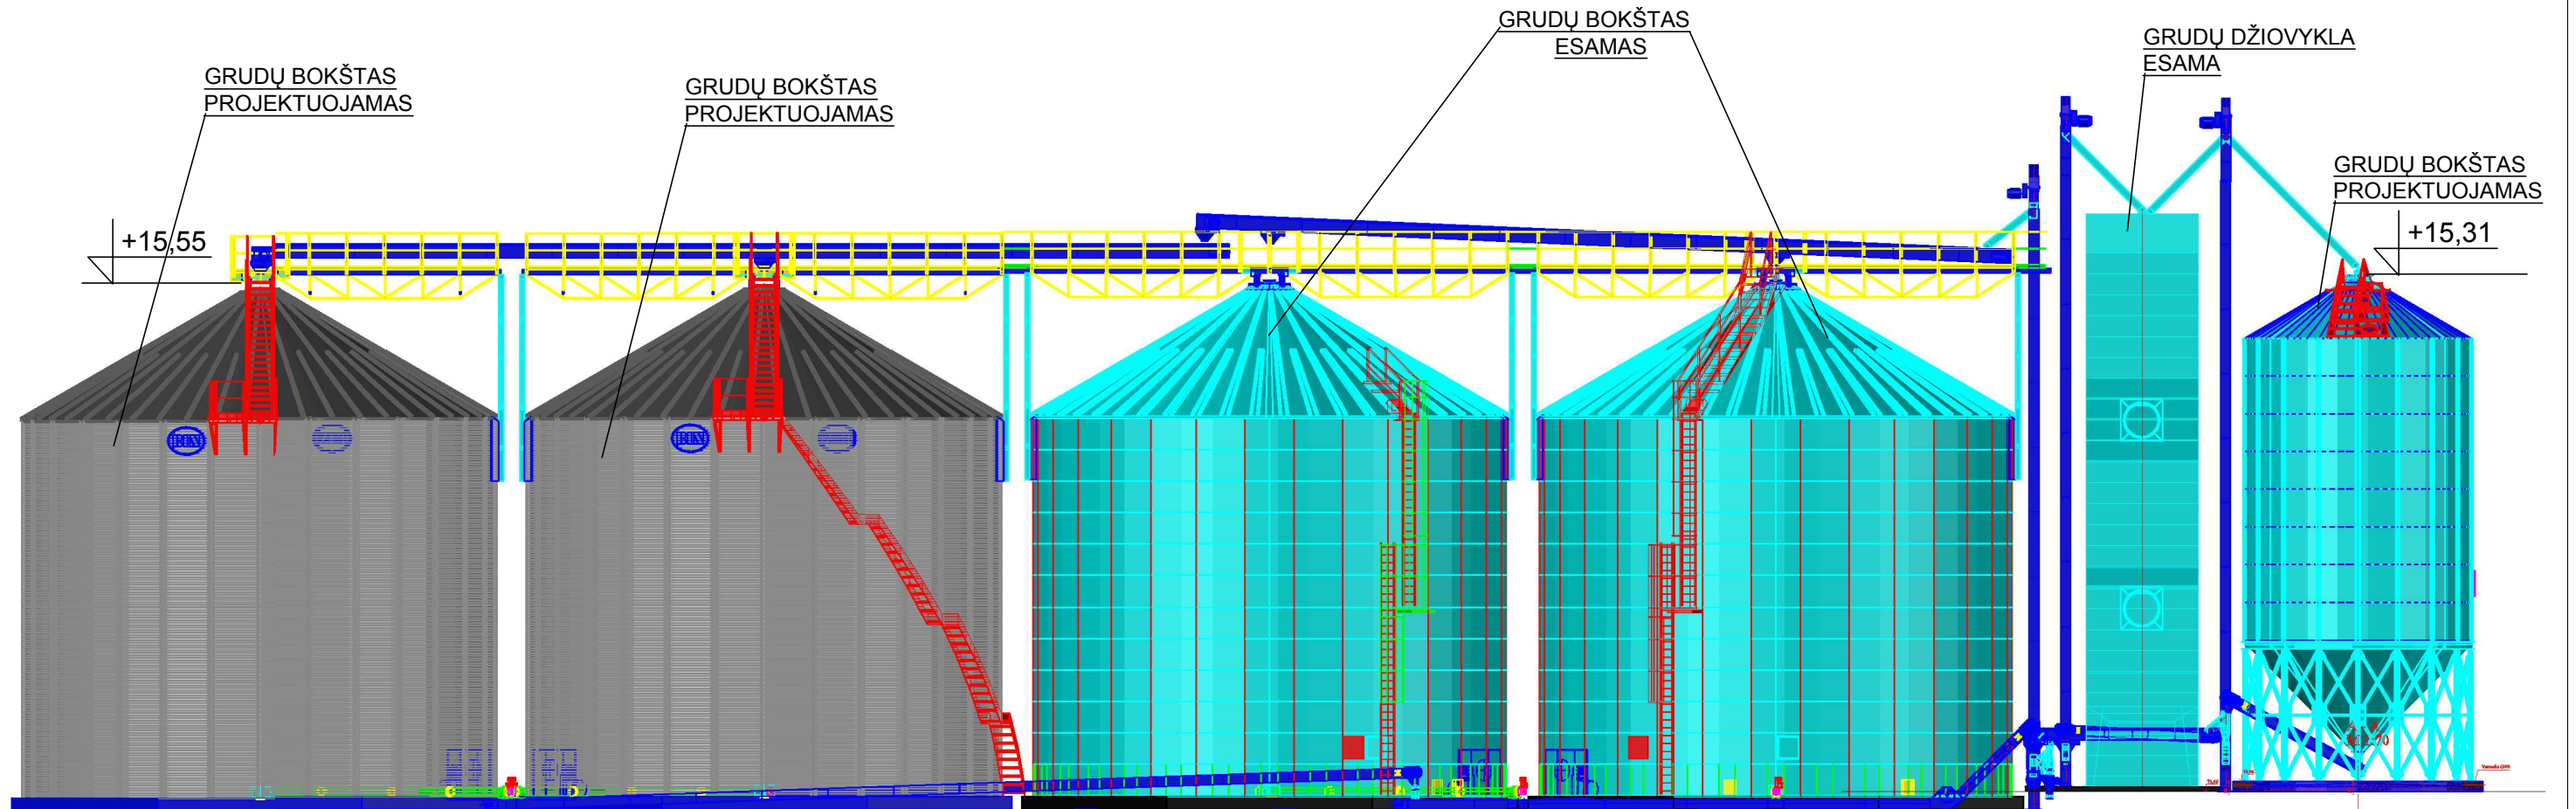 GRUDŲ BOKŠTAS
ESAMAS
GRUDŲ DŽIOVYKLA
ESAMA
GRUDŲ BOKŠTAS
PROJEKTUOJAMAS
GRUDŲ BOKŠTAS
PROJEKTUOJAMAS
GRUDŲ BOKŠTAS
PROJEKTUOJAMAS
+15,55
+15,31